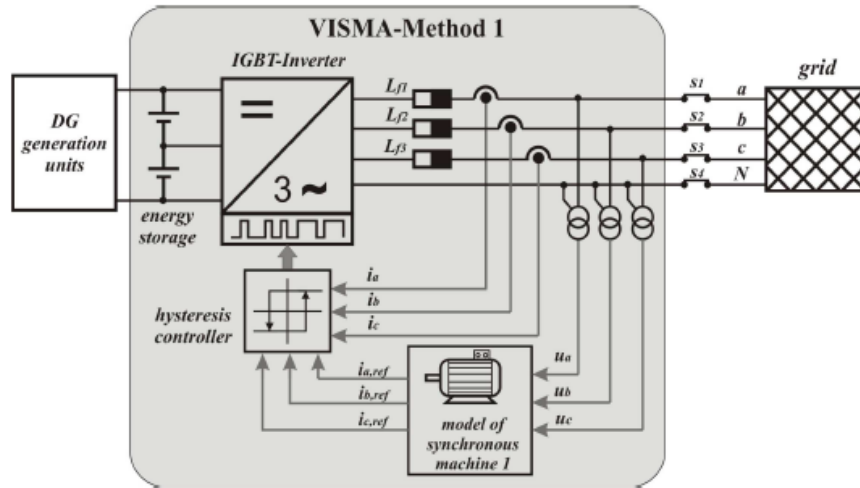 VISMA-Method 1
IGBT-Inverter
DG
generation
units
energy
storage
3 ~
Lf1
Lf2
Lf3
S1
S2
S3
S4
a
b
c
N
grid
hysteresis
controller
ia
ib
ic
ia,ref
ib,ref
ic,ref
ua
ub
uc
model of
synchronous
machine 1